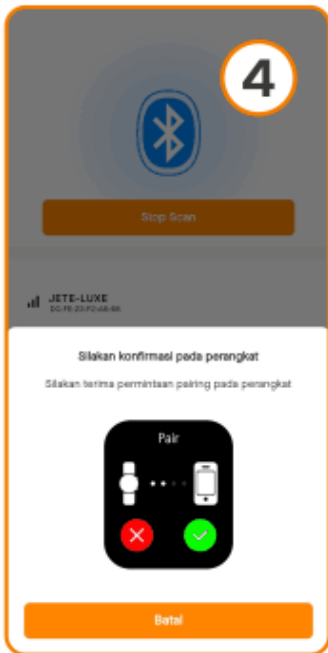 4
Stop Scan
JETE-LUXE
Silakan konfirmasi pada perangkat
Silakan terima permintaan pairing pada perangkat
Pair
Batal